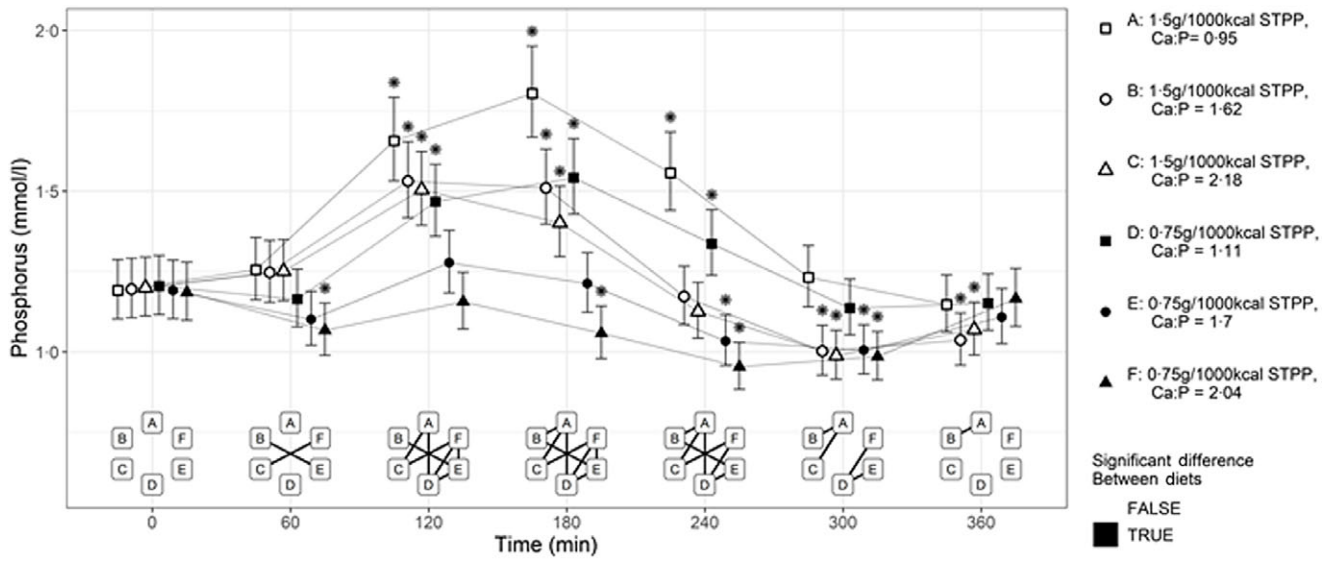 2·0
1·5
1·0
Phosphorus (mmol/l)
A A A A A A A
B F B F B F B F B F B F B F
C E C E C E C E C E C E C E
D D D D D D D
0 60 120 180 240 300 360
Time (min)
A: 1·5g/1000kcal STPP,
Ca:P= 0·95
B: 1·5g/1000kcal STPP,
Ca:P = 1·62
C: 1·5g/1000kcal STPP,
Ca:P = 2·18
D: 0·75g/1000kcal STPP,
Ca:P = 1·11
E: 0·75g/1000kcal STPP,
Ca:P = 1·7
F: 0·75g/1000kcal STPP,
Ca:P = 2·04
Significant difference
Between diets
FALSE
TRUE